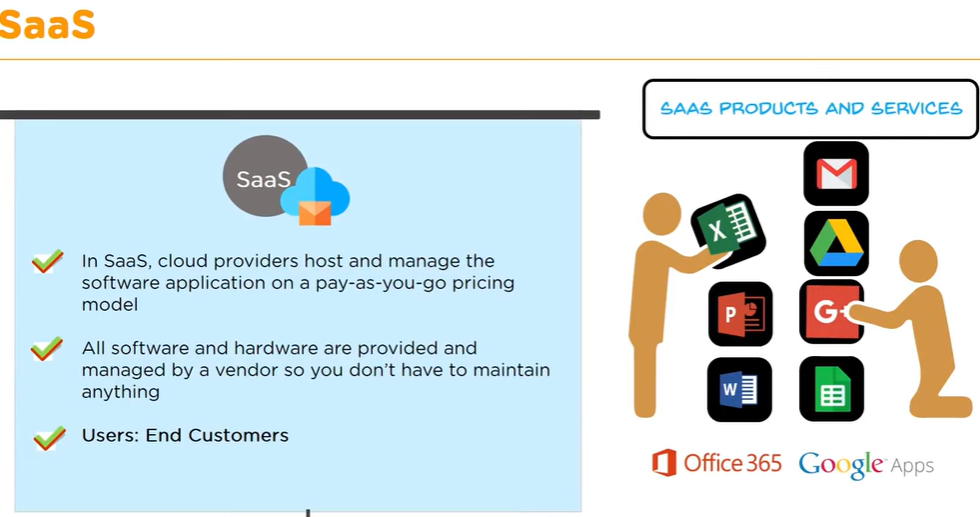 SaaS
SAAS PRODUCTS AND SERVICES
SaaS
In SaaS, cloud providers host and manage the
software application on a pay-as-you-go pricing
model
All software and hardware are provided and
managed by a vendor so you don't have to maintain
anything
Users: End Customers
X
P
G+
W
Office 365
Google Apps